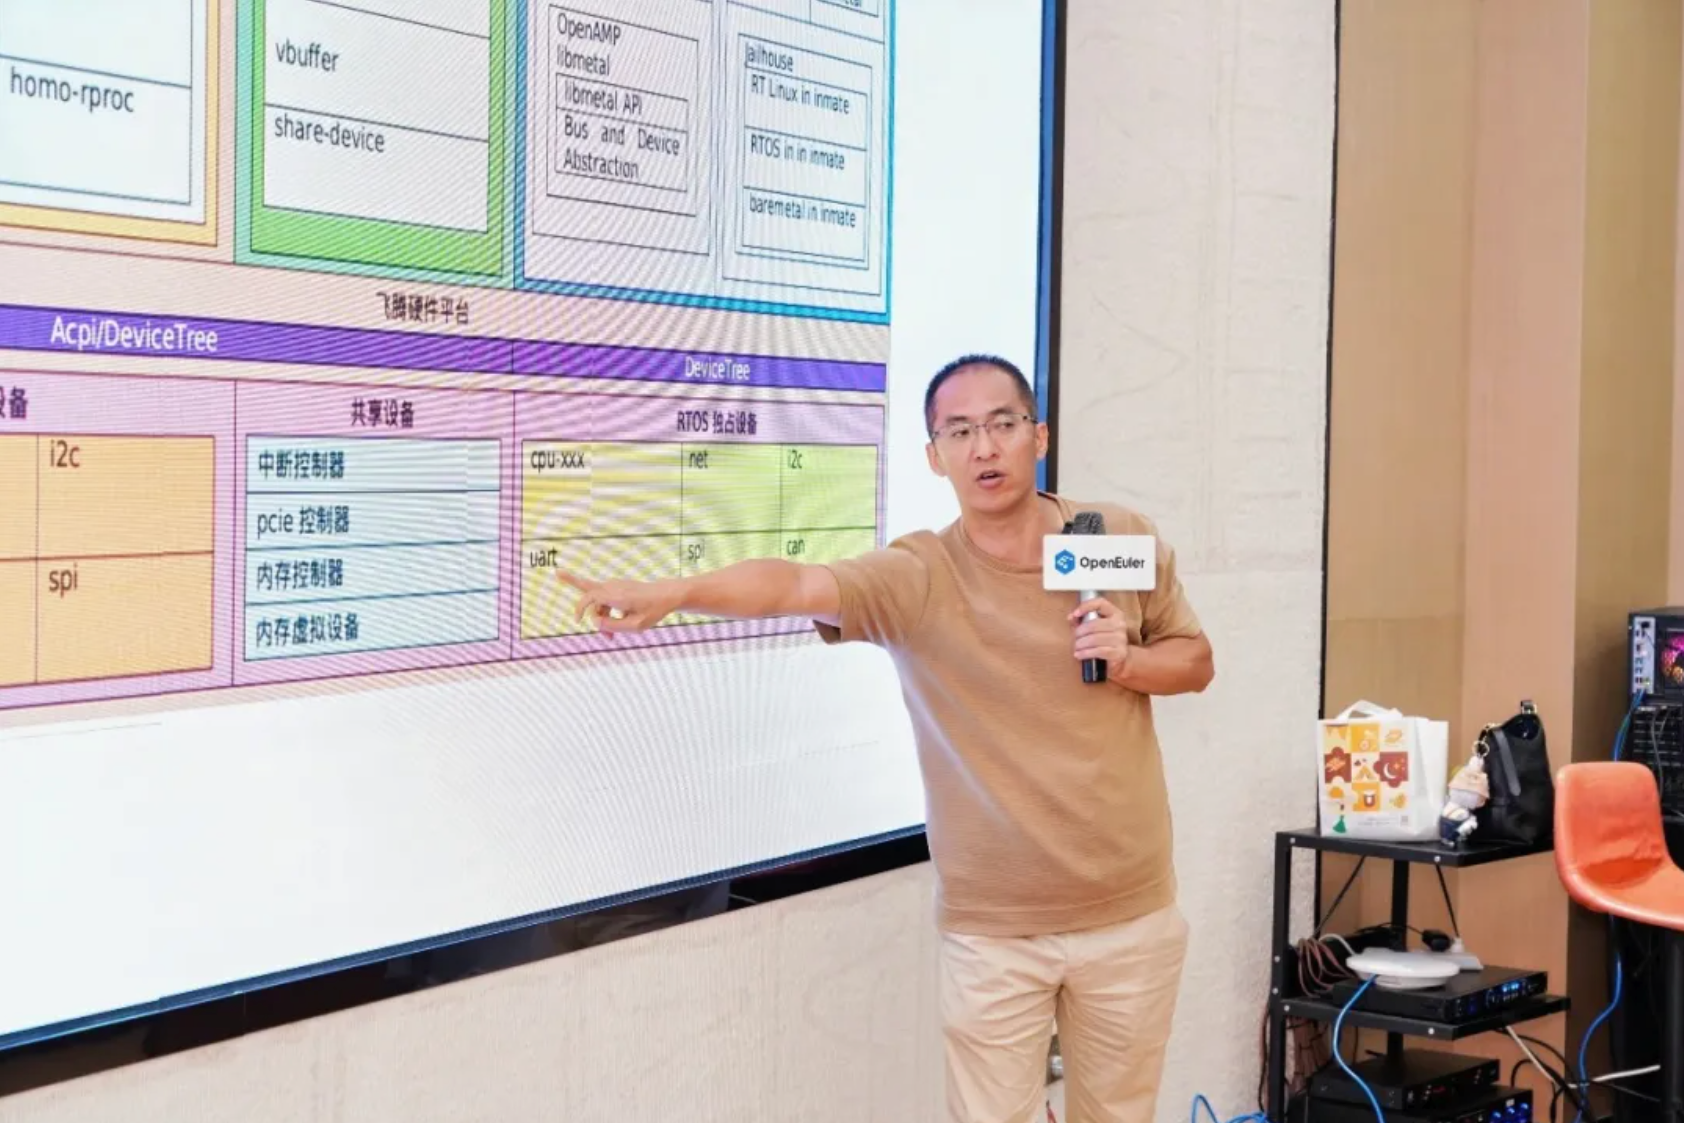 homo-rproc
vbuffer
share-device
OpenAMP
libmetal
libmetal API
Bus and Device
Abstraction
Jailhouse
RT Linux in inmate
RTOS in in inmate
baremetal in inmate
飞腾硬件平台
Acpi/DeviceTree
DeviceTree
设备
共享设备
RTOS 独占设备
i2c
spi
中断控制器
pcie 控制器
内存控制器
内存虚拟设备
cpu-xxx
net
i2c
uart
spi
can
OpenEuler